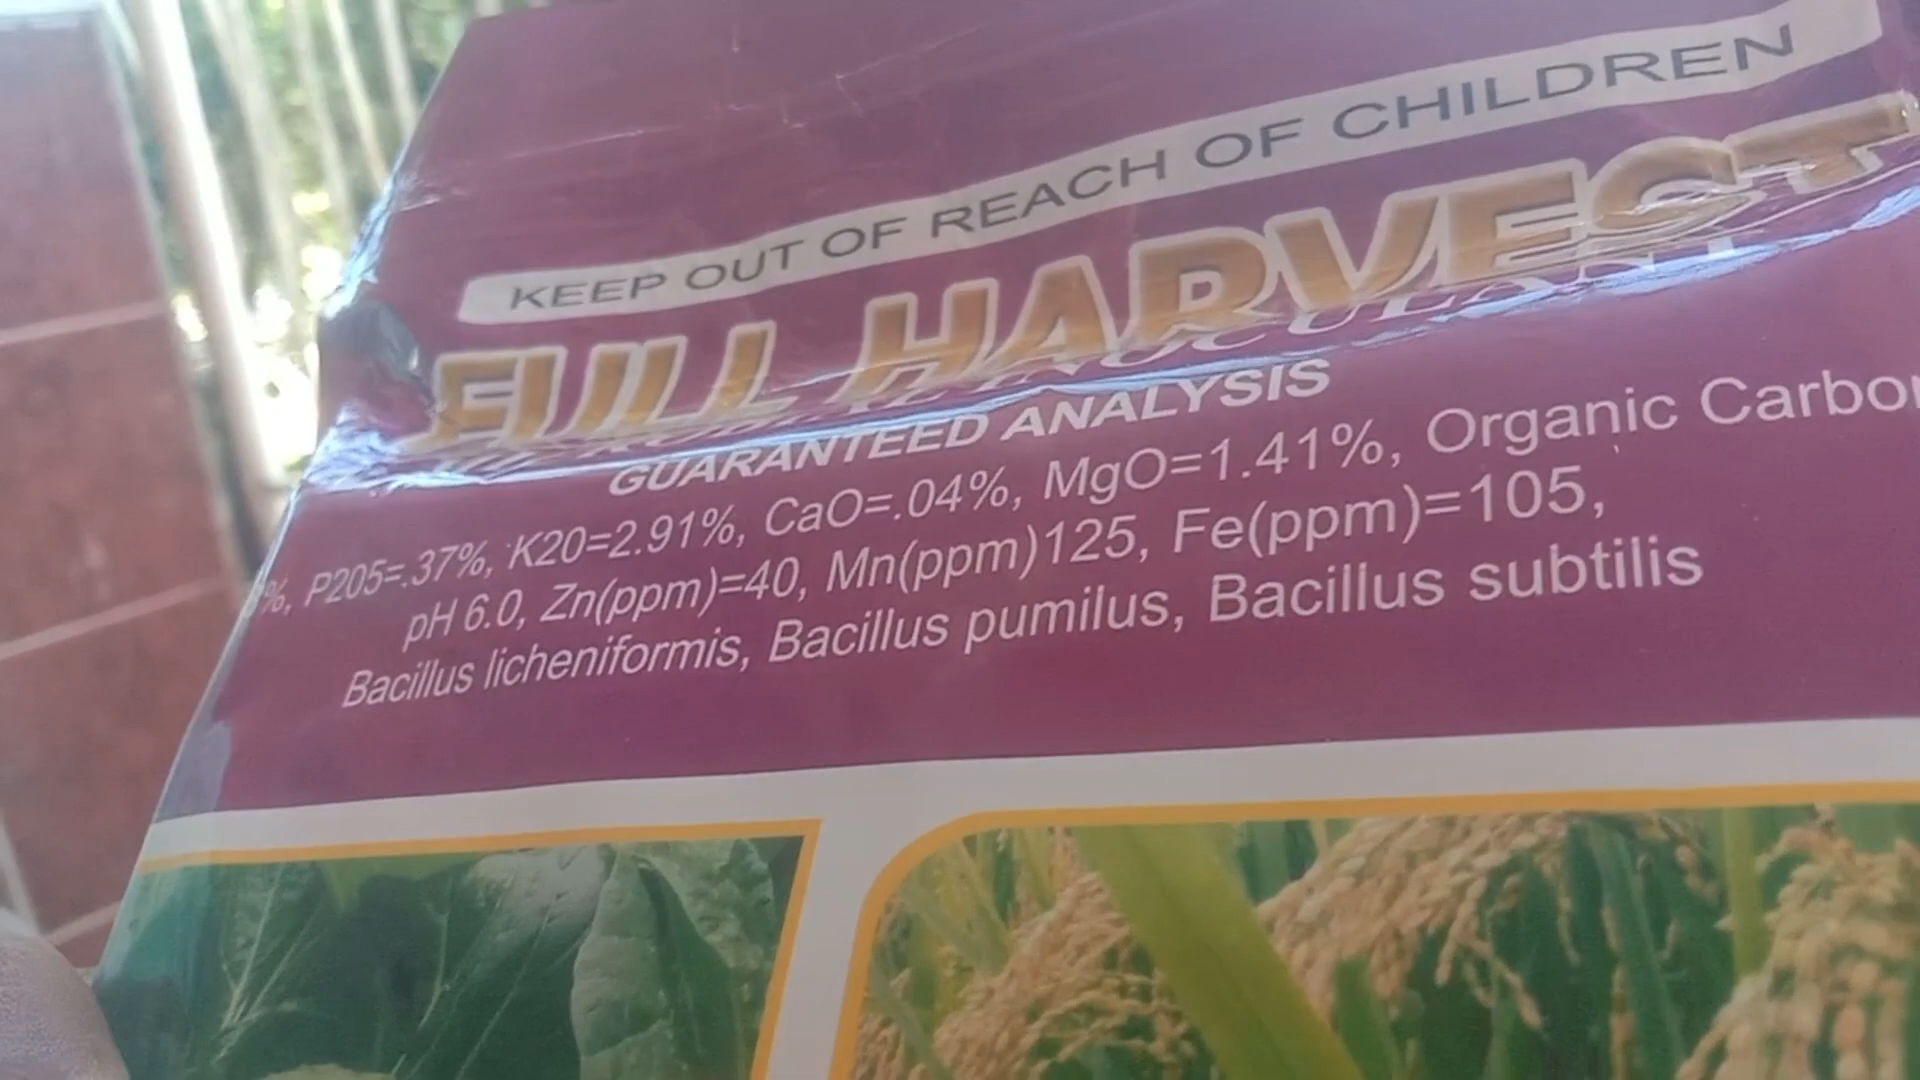 KEEP OUT OF REACH OF CHILDREN
FULL HARVEST
GUARANTEED ANALYSIS
%, P205=.37%, K20=2.91%, CaO=.04%, MgO=1.41%, Organic Carbo
pH 6.0, Zn(ppm)=40, Mn(ppm)125, Fe(ppm)=105,
Bacillus licheniformis, Bacillus pumilus, Bacillus subtilis